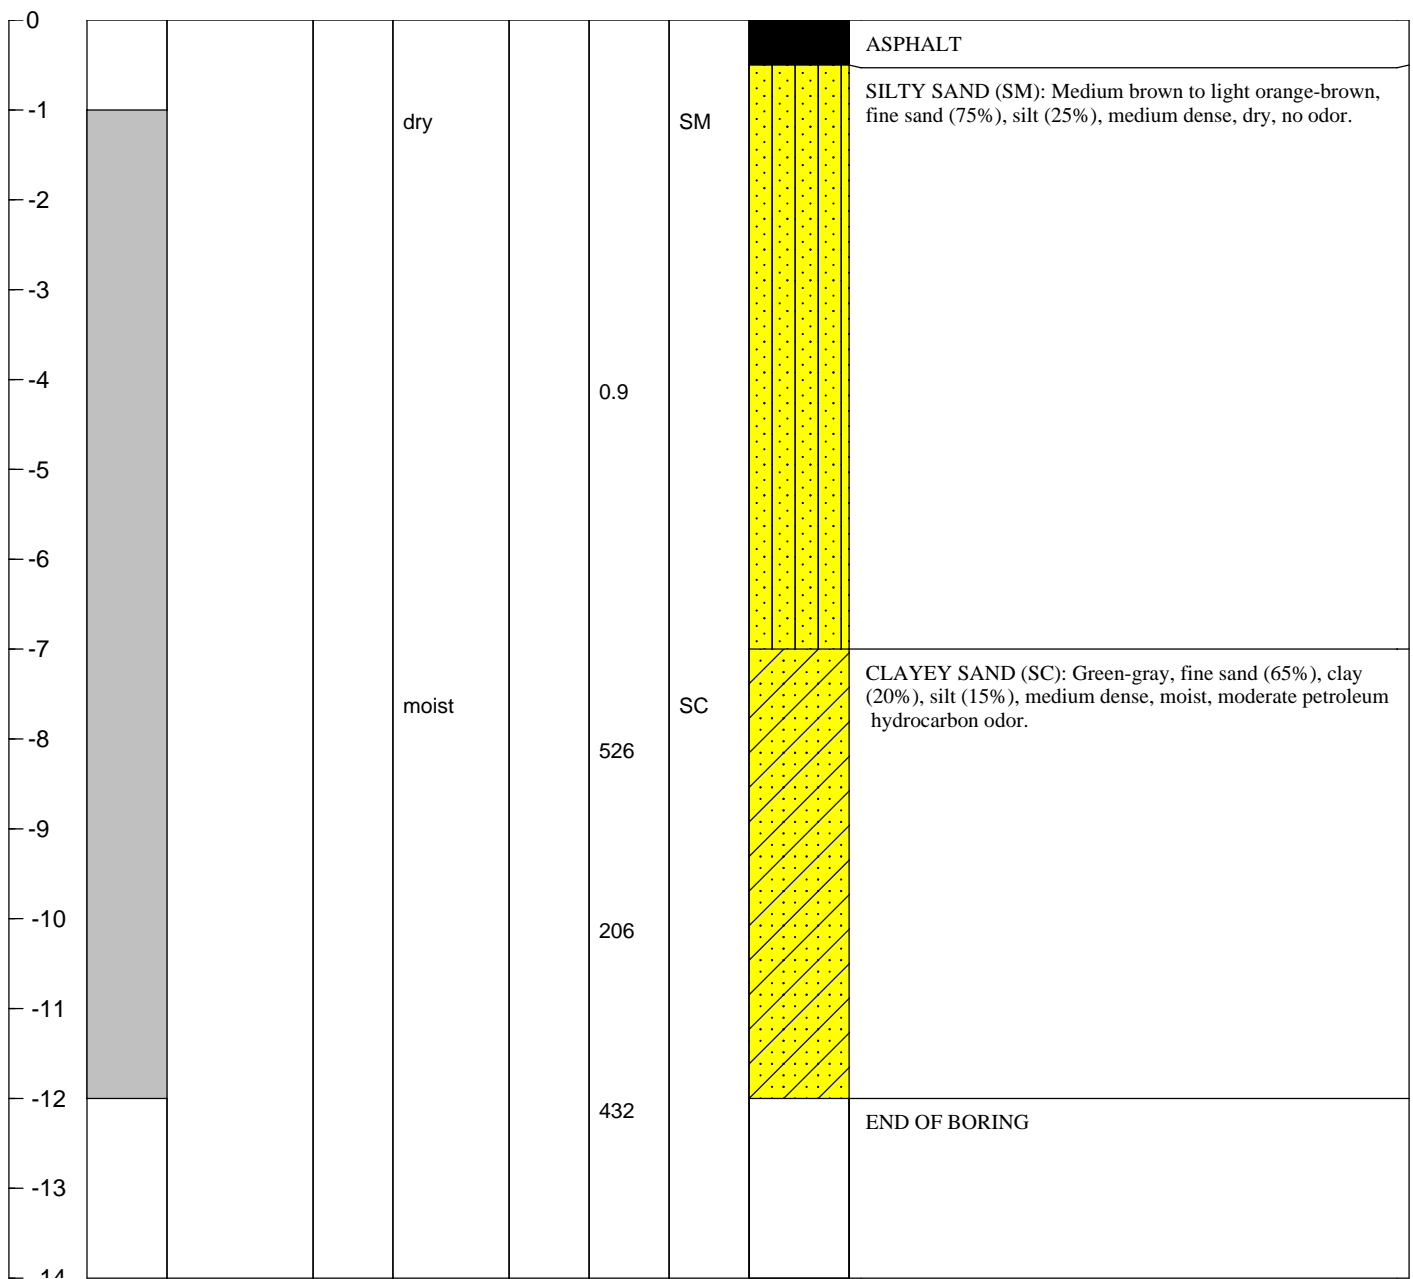 0
ASPHALT
SILTY SAND (SM): Medium brown to light orange-brown,
fine sand (75%), silt (25%), medium dense, dry, no odor.
-1
dry
SM
-2
-3
-4
0.9
-5
-6
-7
CLAYEY SAND (SC): Green-gray, fine sand (65%), clay
(20%), silt (15%), medium dense, moist, moderate petroleum
hydrocarbon odor.
moist
SC
-8
526
-9
-10
206
-11
-12
432
END OF BORING
-13
-14